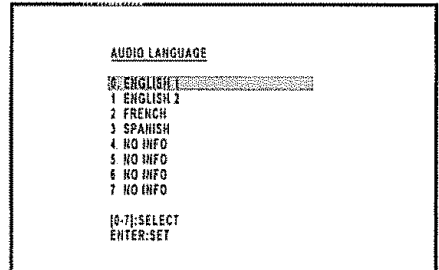 AUDIO LANGUAGE
0. ENGLISH 1
1 ENGLISH 2
2 FRENCH
3 SPANISH
4. NO INFO
5. NO INFO
6 NO INFO
7 NO INFO
[0-7]:SELECT
ENTER:SET